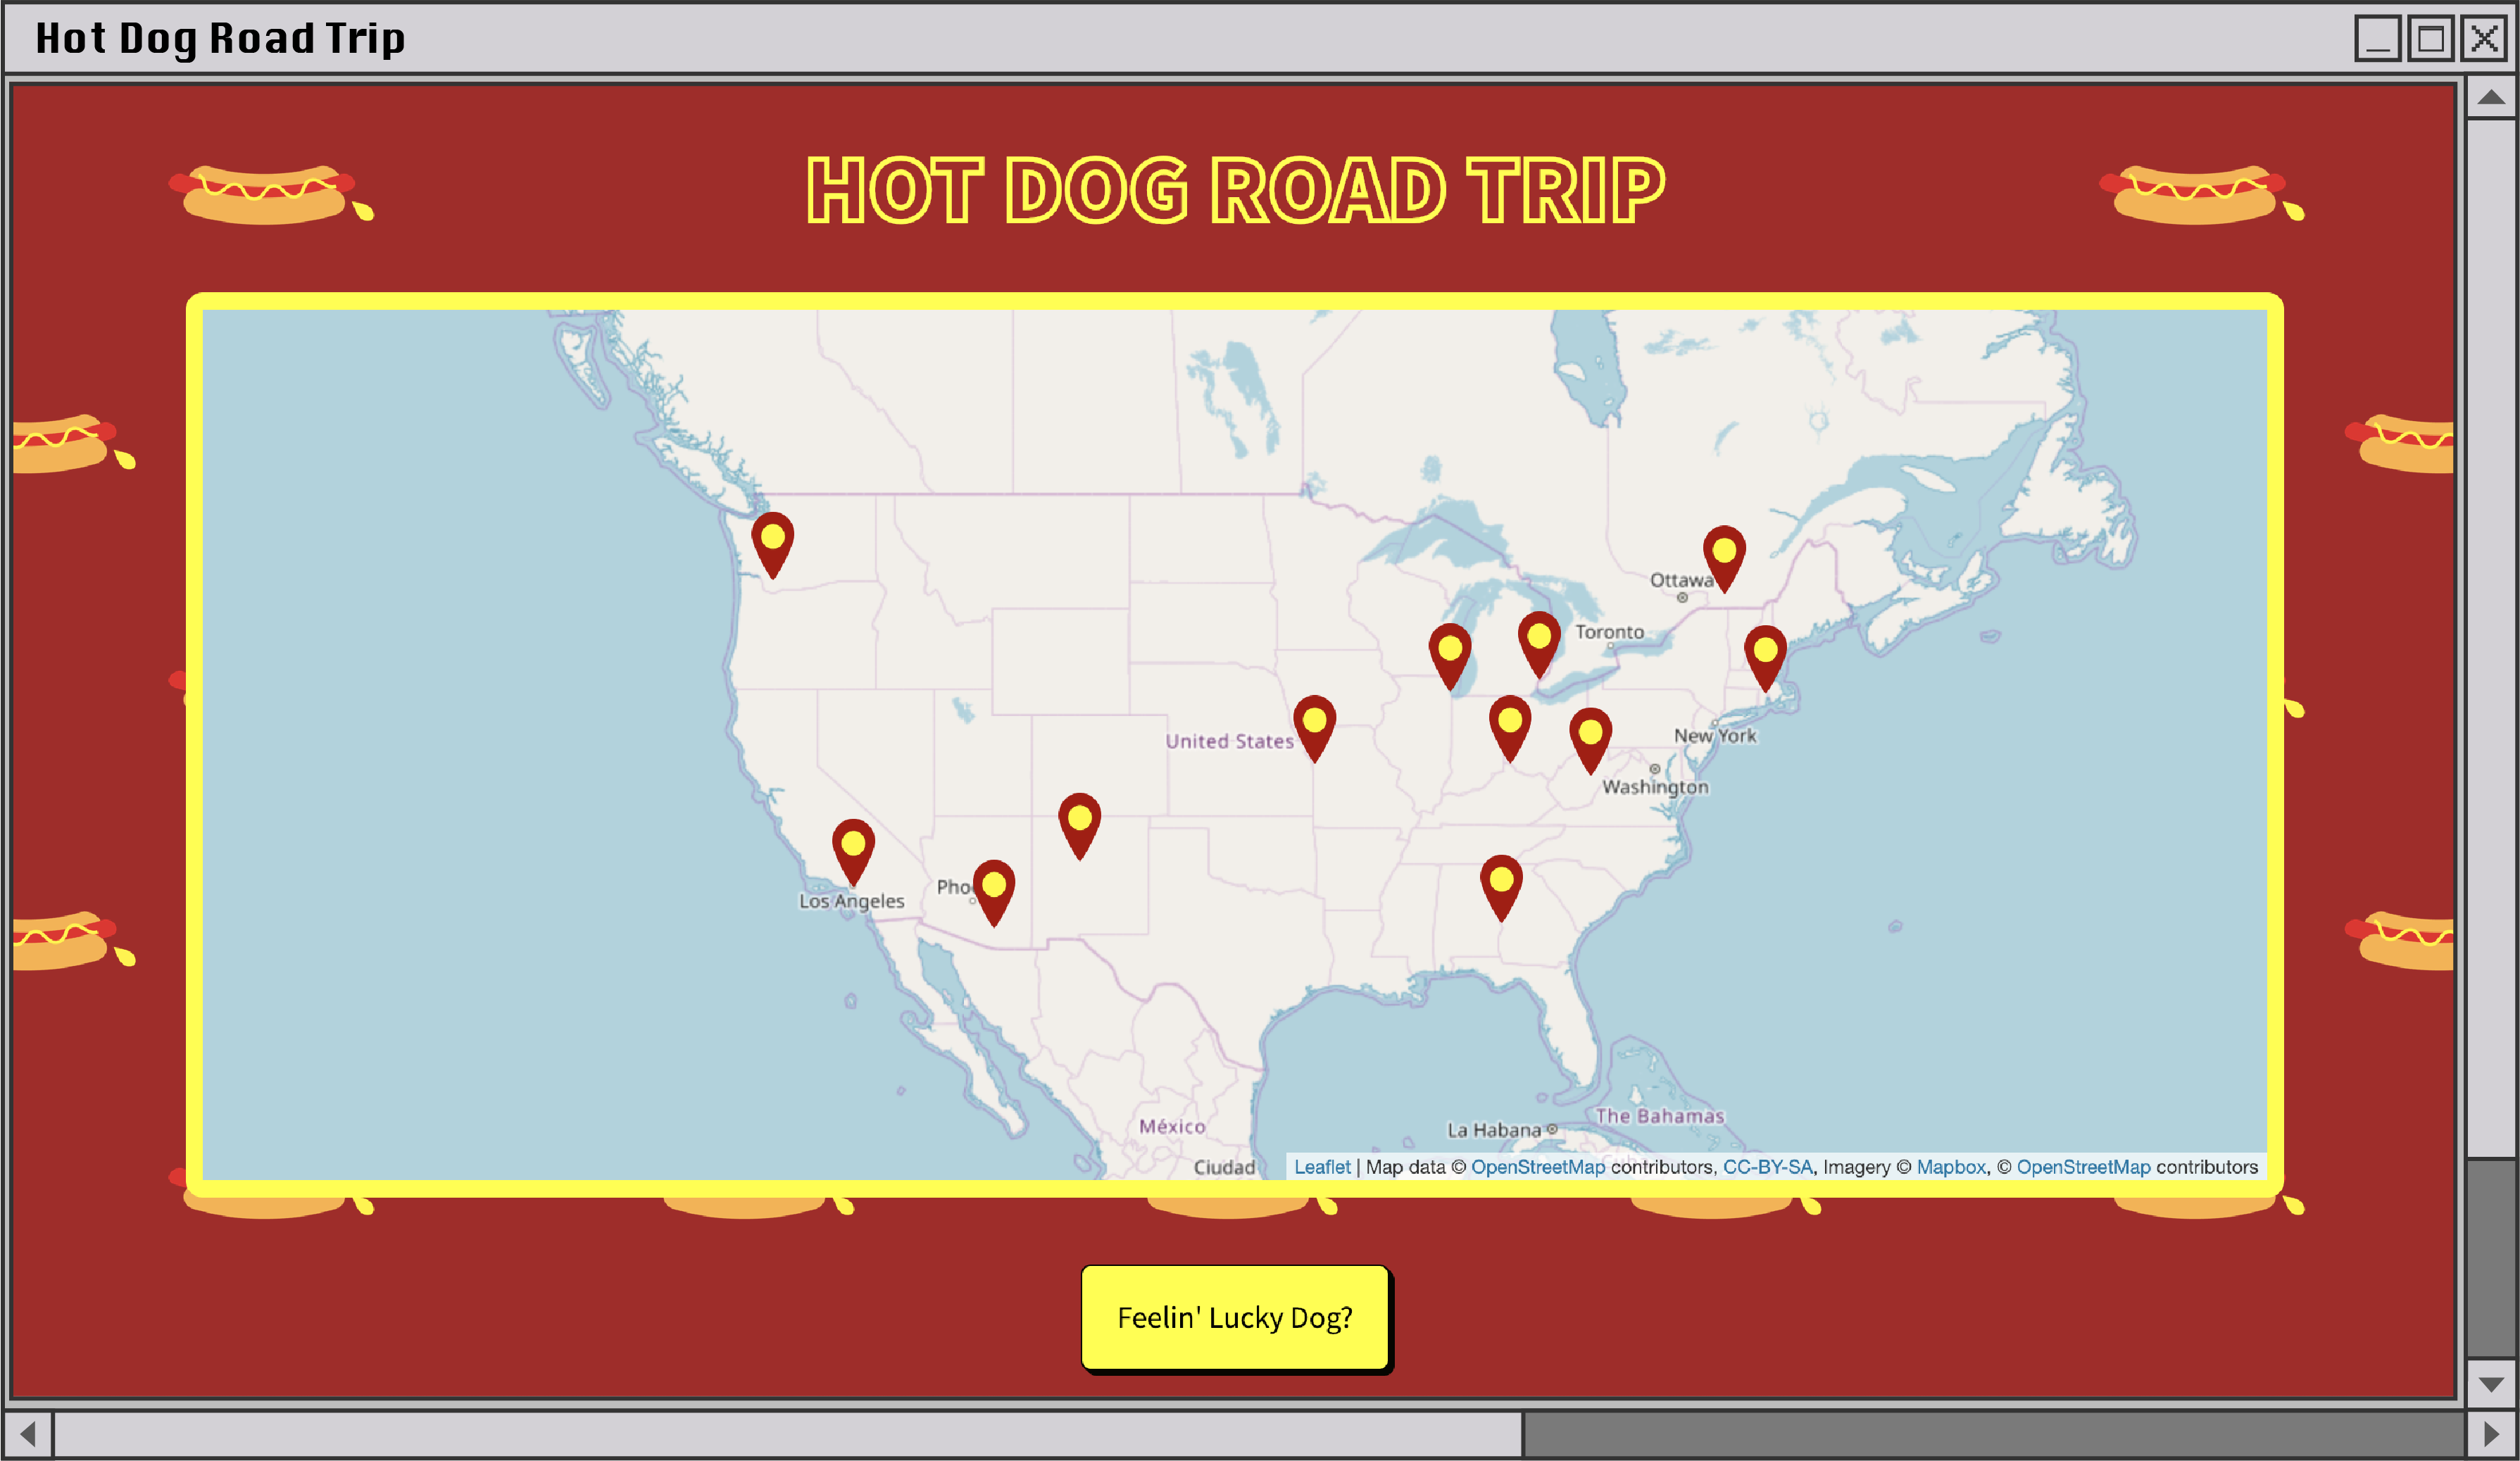 Hot Dog Road Trip
HOT DOG ROAD TRIP
Ottawa
Toronto
United States
New York
Washington
Los Angeles
Pho
México
La Habana
The Bahamas
Ciudad
Leaflet | Map data © OpenStreetMap contributors, CC-BY-SA, Imagery © Mapbox, © OpenStreetMap contributors
Feelin' Lucky Dog?